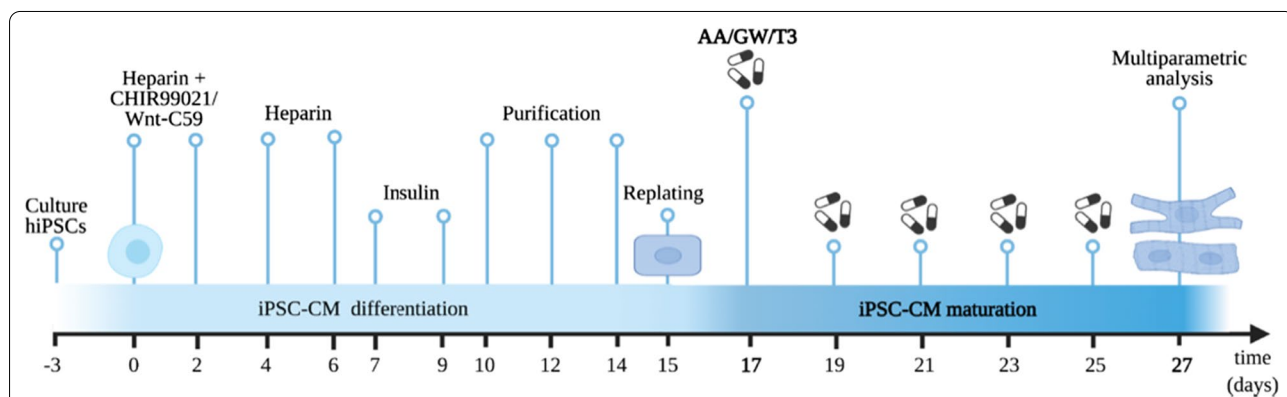 AA/GW/T3
Multiparametric
analysis
Heparin +
CHIR99021/
Wnt-C59
Heparin
Purification
Insulin
Replating
Culture
hiPSCs
iPSC-CM differentiation
iPSC-CM maturation
-3 0 2 4 6 7 9 10 12 14 15 17 19 21 23 25 27
time
(days)